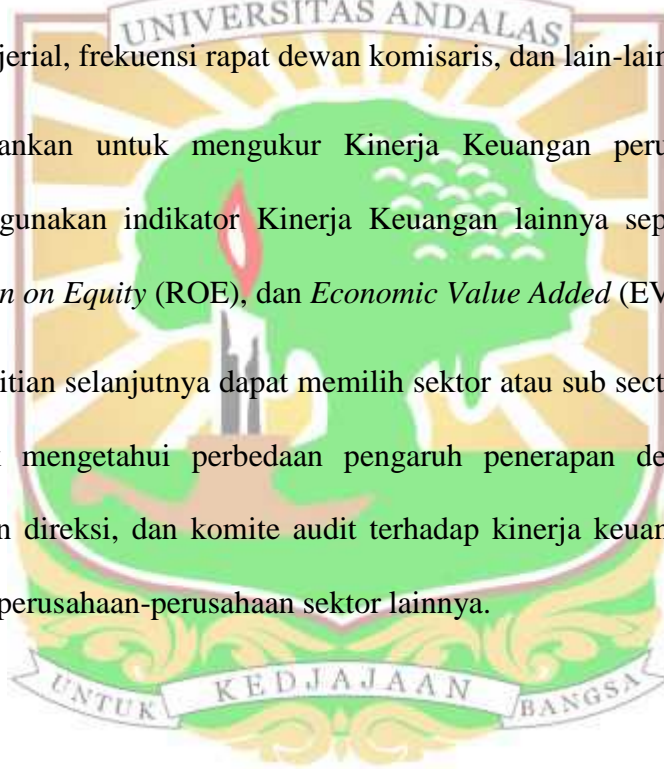 UNIVERSITAS ANDALAS
jerial, frekuensi rapat dewan komisaris, dan lain-lain
ankan untuk mengukur Kinerja Keuangan peru
gunakan indikator Kinerja Keuangan lainnya sep
n on Equity (ROE), dan Economic Value Added (EV
itian selanjutnya dapat memilih sektor atau sub sect
mengetahui perbedaan pengaruh penerapan de
n direksi, dan komite audit terhadap kinerja keuan
perusahaan-perusahaan sektor lainnya.
UNTUK KEDJAJAAN BANGSA